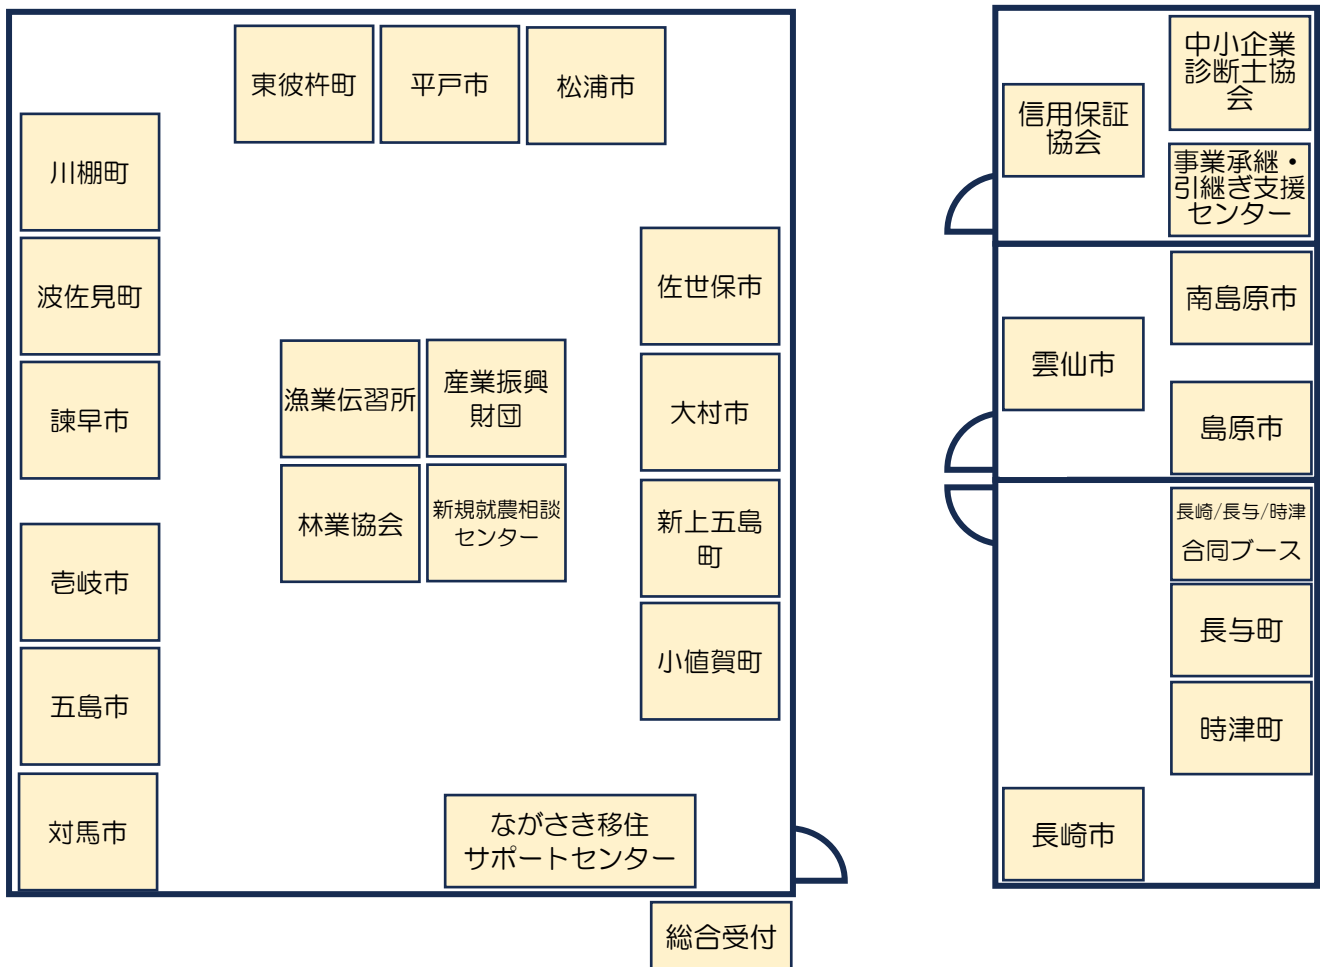 東彼杵町
平戸市
松浦市
川棚町
波佐見町
諫早市
壱岐市
五島市
対馬市
漁業伝習所
産業振興
財団
林業協会
新規就農相談
センター
佐世保市
大村市
新上五島
町
小値賀町
ながさき移住
サポートセンター
総合受付
信用保証
協会
中小企業
診断士協
会
事業承継・
引継ぎ支援
センター
雲仙市
南島原市
島原市
長崎/長与/時津
合同ブース
長与町
時津町
長崎市